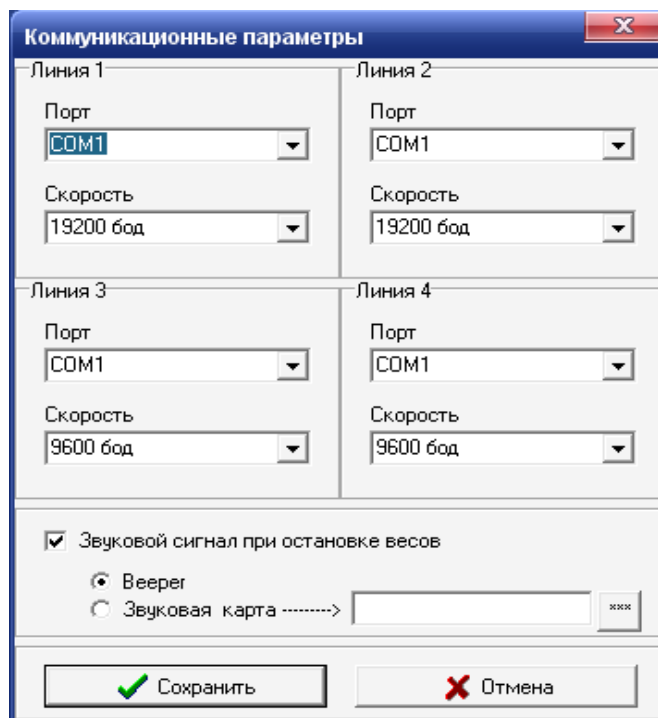 Коммуникационные параметры
Линия 1
Порт
COM1
Скорость
19200 бод
Линия 2
Порт
COM1
Скорость
19200 бод
Линия 3
Порт
COM1
Скорость
9600 бод
Линия 4
Порт
COM1
Скорость
9600 бод
Звуковой сигнал при остановке весов
Beeper
Звуковая карта --------->
***
Сохранить
Отмена